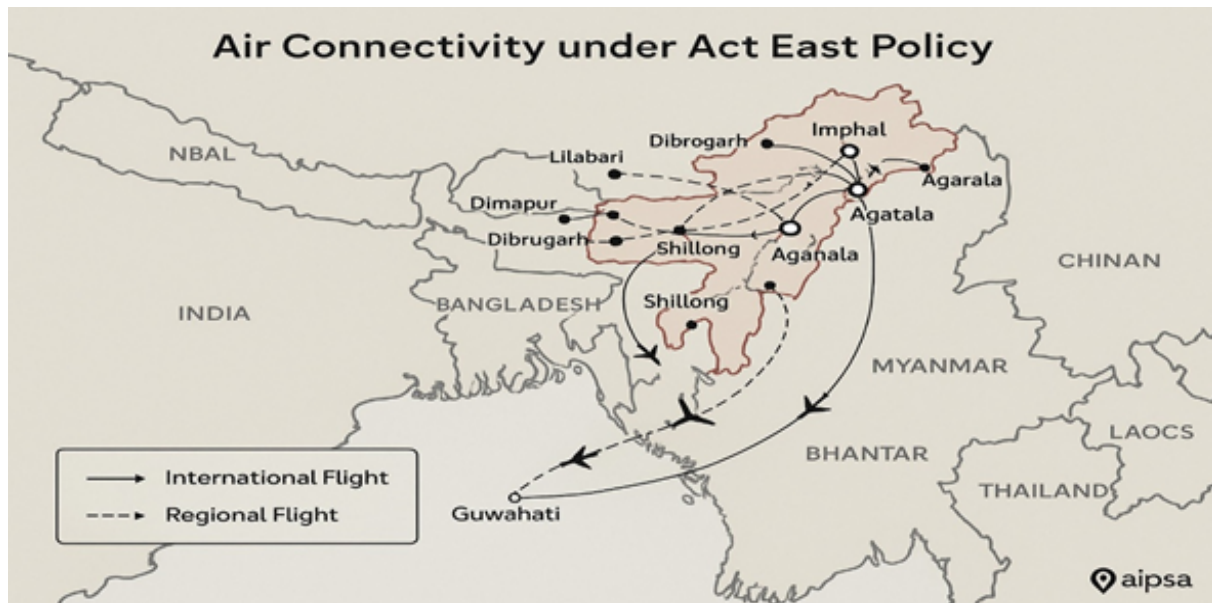 Air Connectivity under Act East Policy
Imphal
Dibrogarh
NBAL
Lilabari
Agarala
Dimapur
Agatala
Dibrugarh
Shillong
Aganala
CHINAN
INDIA
BANGLADESH
Shillong
MYANMAR
LAOCS
BHANTAR
THAILAND
International Flight
Regional Flight
Guwahati
aipsa